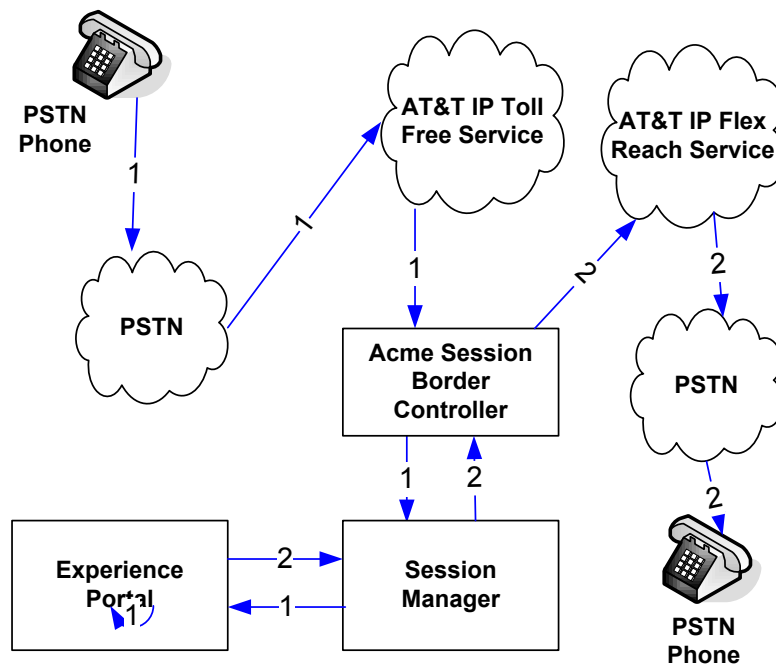 PSTN
Phone
1
PSTN
1
AT&T IP Toll
Free Service
1
AT&T IP Flex
Reach Service
2
2
PSTN
2
PSTN
Phone
Acme Session
Border
Controller
1
2
Experience
Portal
1
2
1
Session
Manager